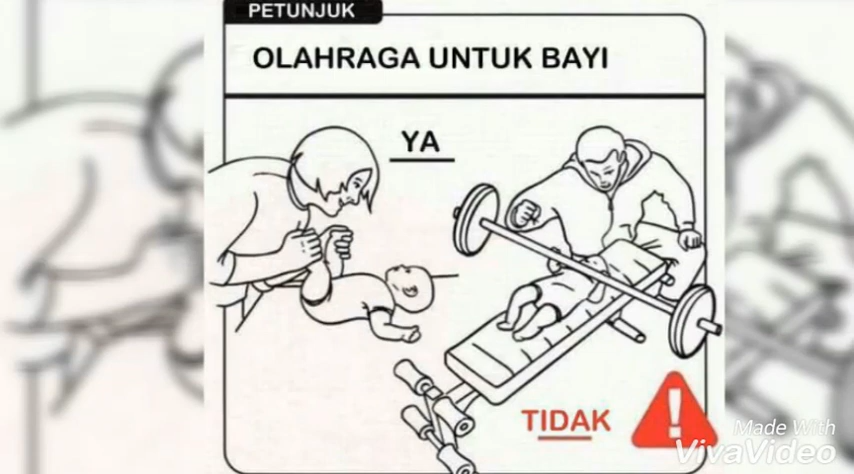 PETUNJUK
OLAHRAGA UNTUK BAYI
YA
TIDAK
!
Made With
VivaVideo